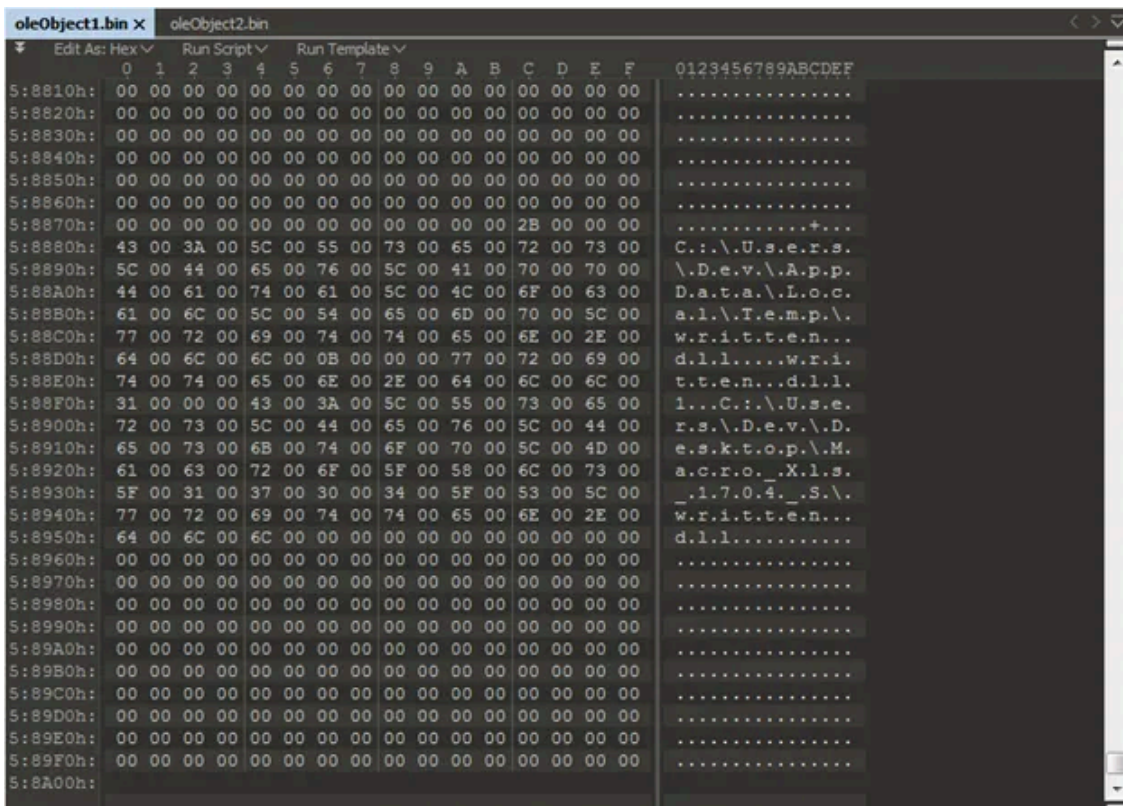 oleObject1.bin × oleObject2.bin
Edit As: Hex Run Script Run Template
0 1 2 3 4 5 6 7 8 9 A B C D E F 0123456789ABCDEF
5:8810h: 00 00 00 00 00 00 00 00 00 00 00 00 00 00 00 00 ................
5:8820h: 00 00 00 00 00 00 00 00 00 00 00 00 00 00 00 00 ................
5:8830h: 00 00 00 00 00 00 00 00 00 00 00 00 00 00 00 00 ................
5:8840h: 00 00 00 00 00 00 00 00 00 00 00 00 00 00 00 00 ................
5:8850h: 00 00 00 00 00 00 00 00 00 00 00 00 00 00 00 00 ................
5:8860h: 00 00 00 00 00 00 00 00 00 00 00 00 00 00 00 00 ................
5:8870h: 00 00 00 00 00 00 00 00 00 00 00 00 2B 00 00 00 ............+...
5:8880h: 43 00 3A 00 5C 00 55 00 73 00 65 00 72 00 73 00 C.:.\.U.s.e.r.s.
5:8890h: 5C 00 44 00 65 00 76 00 5C 00 41 00 70 00 70 00 \.D.e.v.\.A.p.p.
5:88A0h: 44 00 61 00 74 00 61 00 5C 00 4C 00 6F 00 63 00 D.a.t.a.\.L.o.c.
5:88B0h: 61 00 6C 00 5C 00 54 00 65 00 6D 00 70 00 5C 00 a.l.\.T.e.m.p.\.
5:88C0h: 77 00 72 00 69 00 74 00 74 00 65 00 6E 00 2E 00 w.r.i.t.t.e.n...
5:88D0h: 64 00 6C 00 6C 00 0B 00 00 00 77 00 72 00 69 00 d.l.l.....w.r.i.
5:88E0h: 74 00 74 00 65 00 6E 00 2E 00 64 00 6C 00 6C 00 t.t.e.n...d.l.l.
5:88F0h: 31 00 00 00 43 00 3A 00 5C 00 55 00 73 00 65 00 1...C.:.\.U.s.e.
5:8900h: 72 00 73 00 5C 00 44 00 65 00 76 00 5C 00 44 00 r.s.\.D.e.v.\.D.
5:8910h: 65 00 73 00 6B 00 74 00 6F 00 70 00 5C 00 4D 00 e.s.k.t.o.p.\.M.
5:8920h: 61 00 63 00 72 00 6F 00 5F 00 58 00 6C 00 73 00 a.c.r.o._.X.l.s.
5:8930h: 5F 00 31 00 37 00 30 00 34 00 5F 00 53 00 5C 00 _.1.7.0.4._.S.\.
5:8940h: 77 00 72 00 69 00 74 00 74 00 65 00 6E 00 2E 00 w.r.i.t.t.e.n...
5:8950h: 64 00 6C 00 6C 00 00 00 00 00 00 00 00 00 00 00 d.l.l...........
5:8960h: 00 00 00 00 00 00 00 00 00 00 00 00 00 00 00 00 ................
5:8970h: 00 00 00 00 00 00 00 00 00 00 00 00 00 00 00 00 ................
5:8980h: 00 00 00 00 00 00 00 00 00 00 00 00 00 00 00 00 ................
5:8990h: 00 00 00 00 00 00 00 00 00 00 00 00 00 00 00 00 ................
5:89A0h: 00 00 00 00 00 00 00 00 00 00 00 00 00 00 00 00 ................
5:89B0h: 00 00 00 00 00 00 00 00 00 00 00 00 00 00 00 00 ................
5:89C0h: 00 00 00 00 00 00 00 00 00 00 00 00 00 00 00 00 ................
5:89D0h: 00 00 00 00 00 00 00 00 00 00 00 00 00 00 00 00 ................
5:89E0h: 00 00 00 00 00 00 00 00 00 00 00 00 00 00 00 00 ................
5:89F0h: 00 00 00 00 00 00 00 00 00 00 00 00 00 00 00 00 ................
5:8A00h: